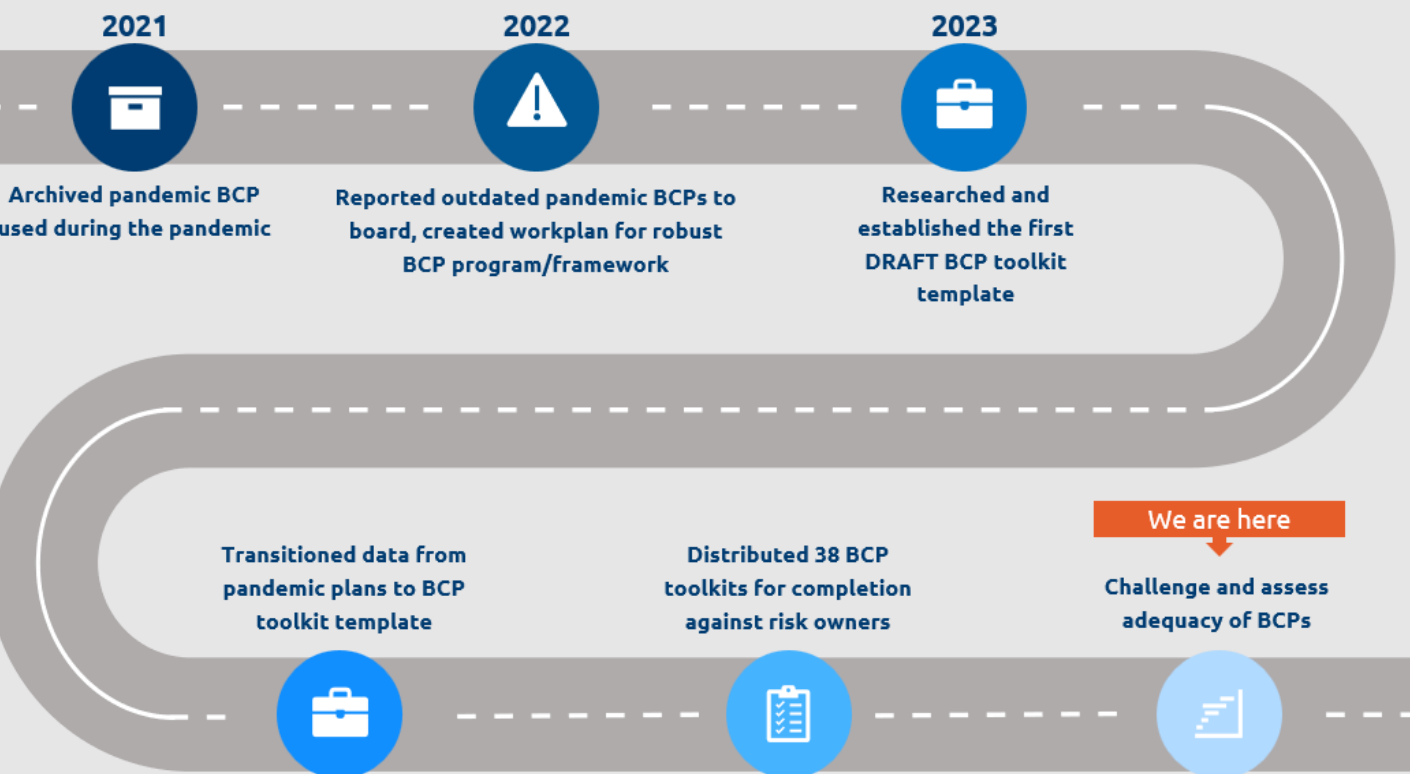 2021
2022
2023
Archived pandemic BCP
used during the pandemic
Reported outdated pandemic BCPs to
board, created workplan for robust
BCP program/framework
Researched and
established the first
DRAFT BCP toolkit
template
We are here
Transitioned data from
pandemic plans to BCP
toolkit template
Distributed 38 BCP
toolkits for completion
against risk owners
Challenge and assess
adequacy of BCPs